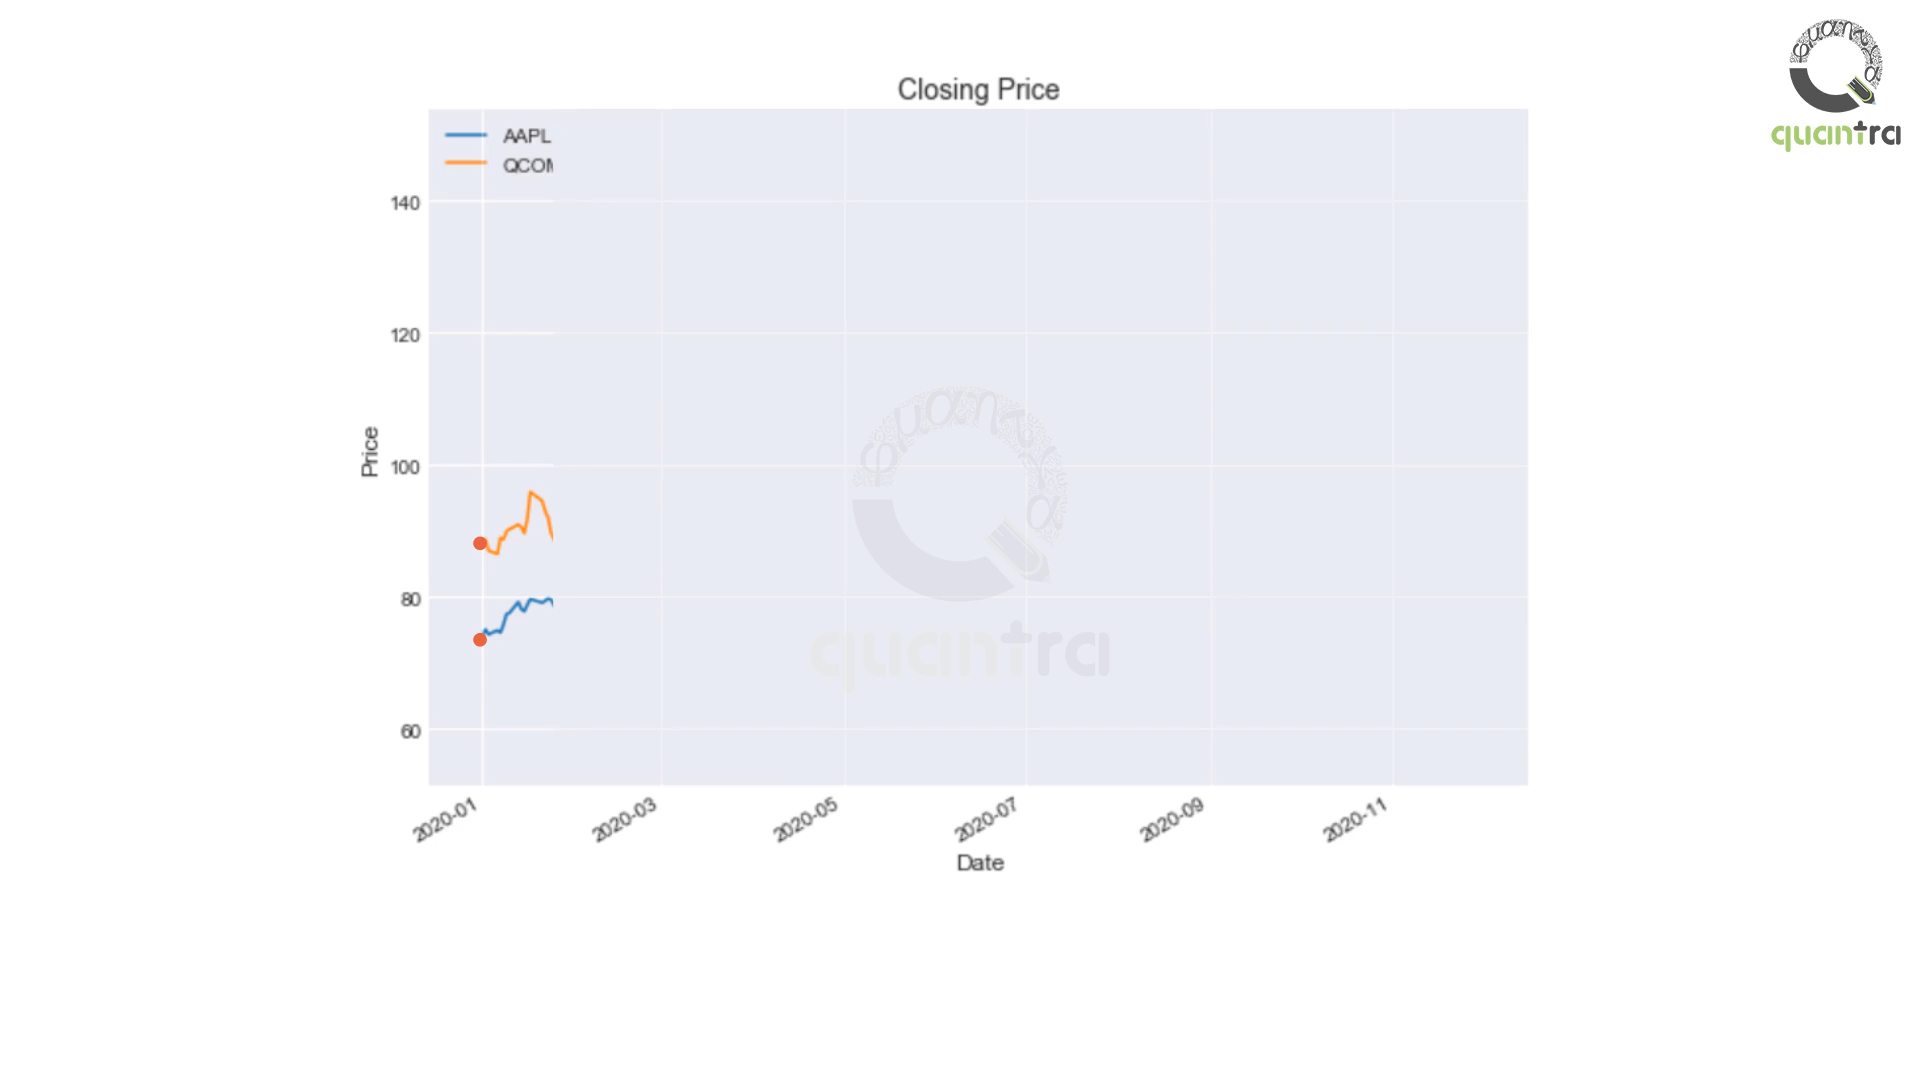 quantra
Closing Price
AAPL
QCOM
140
120
100
80
60
Price
quantra
2020-01
2020-03
2020-05
2020-07
2020-09
2020-11
Date